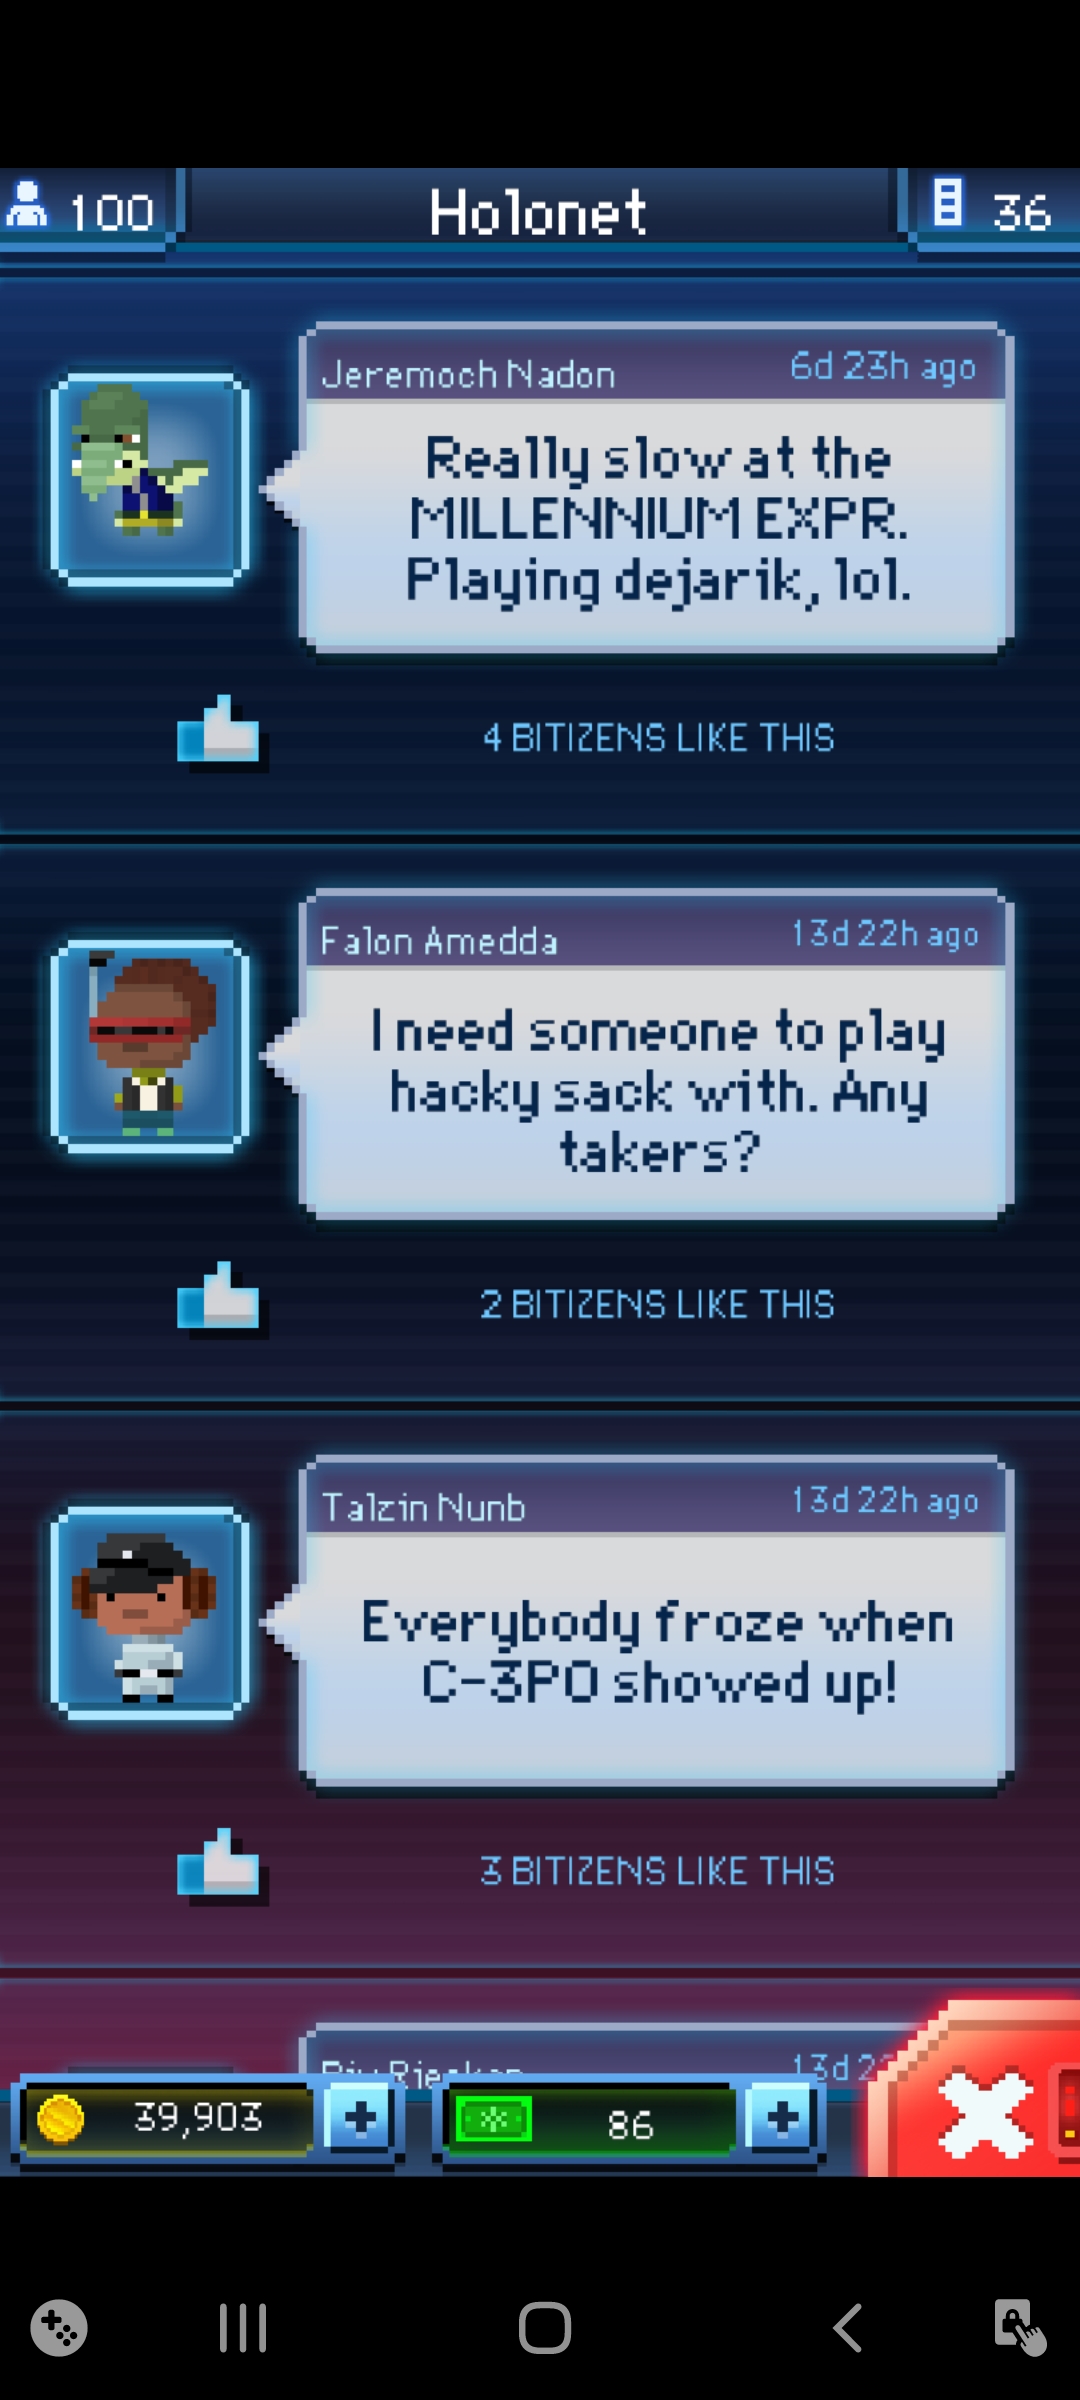 100
Holonet
36
Jeremoch Nadon
6d 23h ago
Really slow at the
MILLENNIUM EXPR.
Playing dejarik, lol.
4 BITIZENS LIKE THIS
Falon Amedda
13d 22h ago
I need someone to play
hacky sack with. Any
takers?
2 BITIZENS LIKE THIS
Talzin Nunb
13d 22h ago
Everybody froze when
C-3PO showed up!
3 BITIZENS LIKE THIS
13d
39,903
86